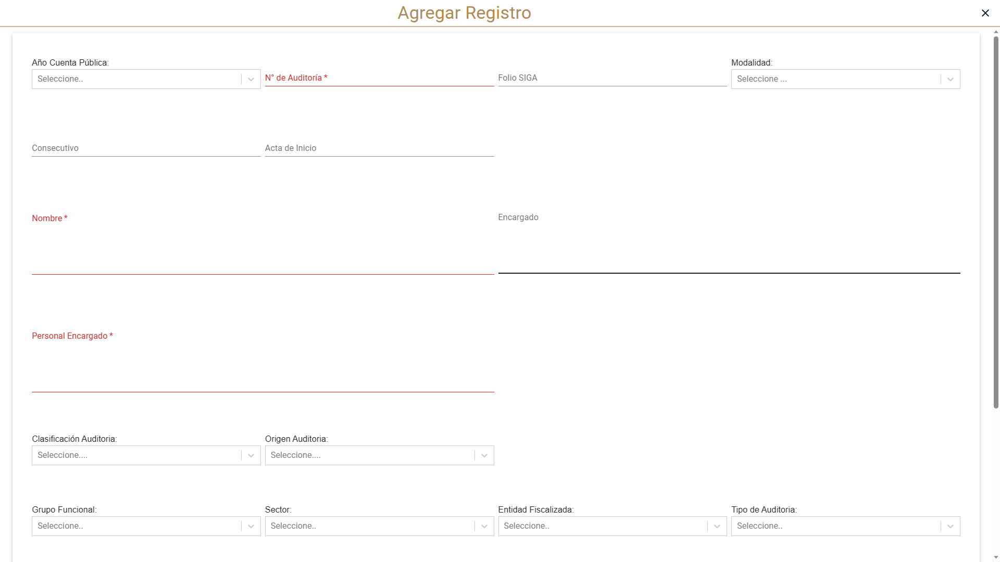 Agregar Registro
Año Cuenta Pública:
Seleccione..
N° de Auditoría *
Folio SIGA
Modalidad:
Seleccione ...
Consecutivo
Acta de Inicio
Nombre *
Encargado
Personal Encargado *
Clasificación Auditoria:
Seleccione....
Origen Auditoria:
Seleccione....
Grupo Funcional:
Seleccione..
Sector:
Seleccione..
Entidad Fiscalizada:
Seleccione..
Tipo de Auditoria:
Seleccione..